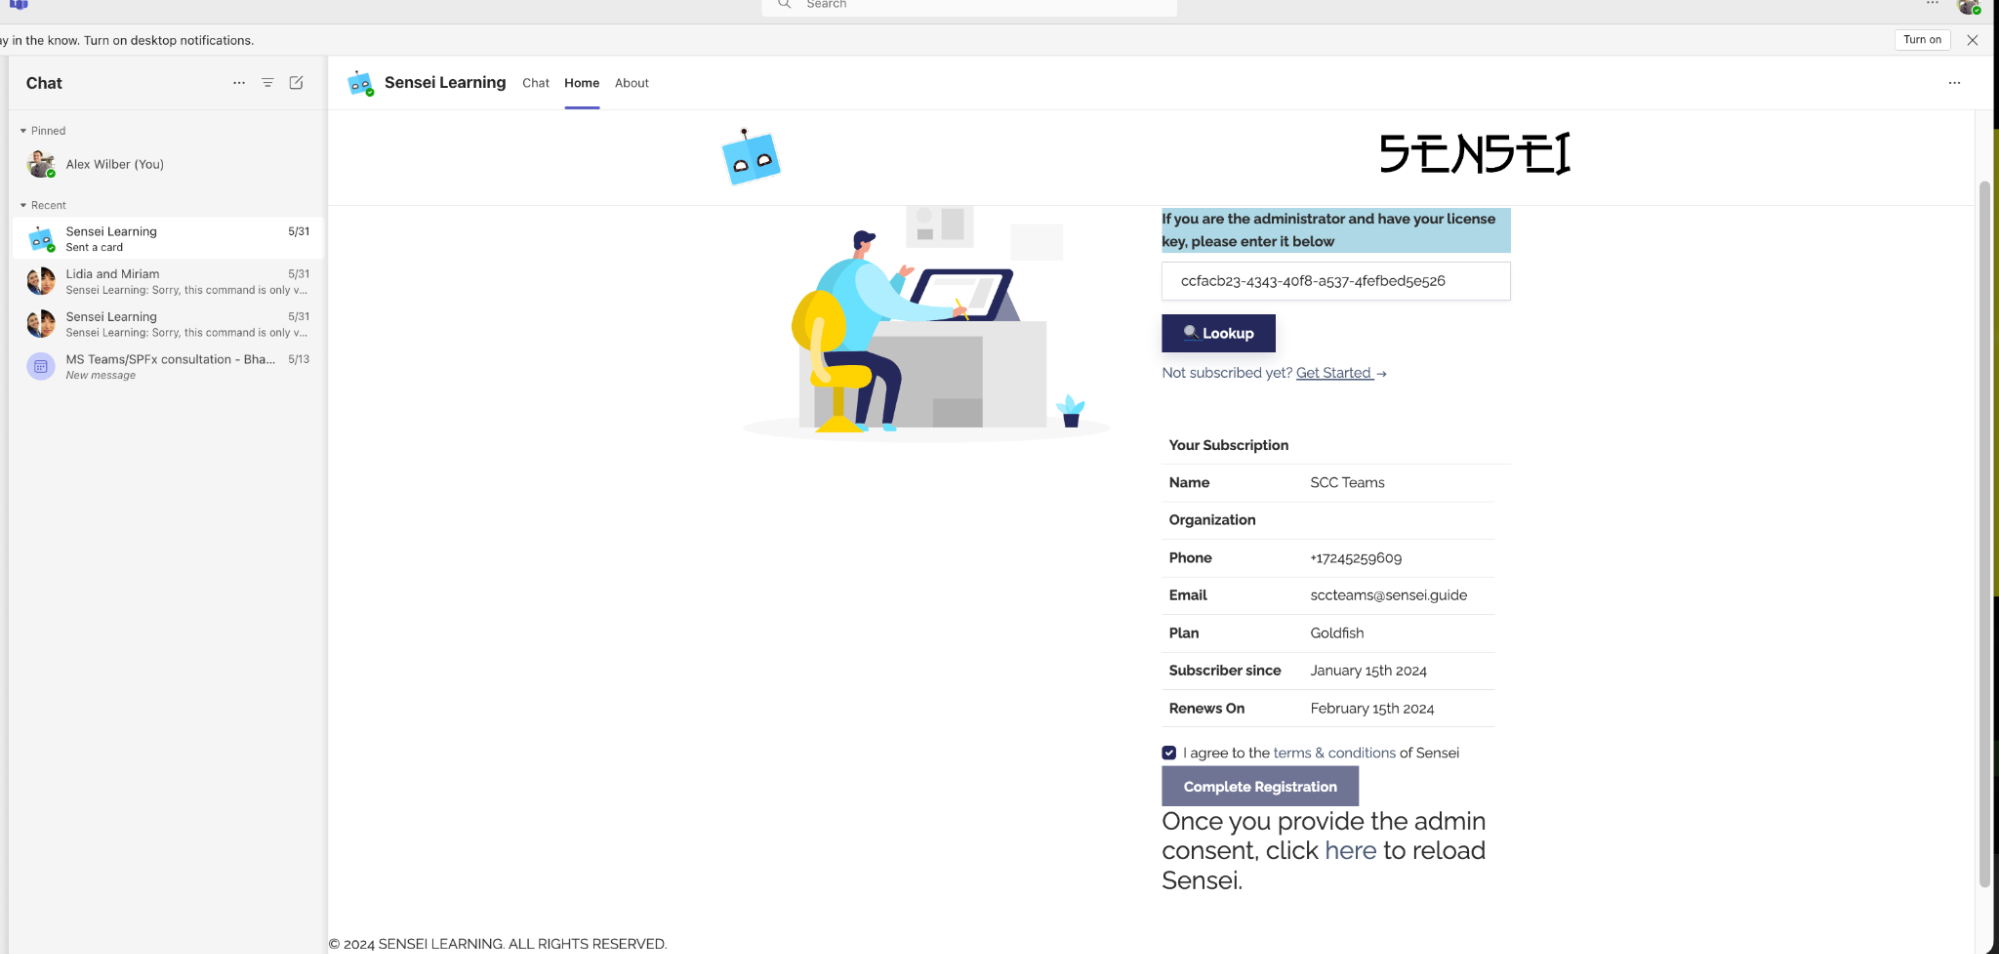 Search
...
y in the know. Turn on desktop notifications.
Turn on
Chat
Pinned
Alex Wilber (You)
Recent
Sensei Learning 5/31
Sent a card
Lidia and Miriam 5/31
Sensei Learning: Sorry, this command is only v...
Sensei Learning 5/31
Sensei Learning: Sorry, this command is only v...
MS Teams/SPFx consultation - Bha... 5/13
New message
Sensei Learning Chat Home About
SENSEI
If you are the administrator and have your license
key, please enter it below
ccfacb23-4343-40f8-a537-4fefbed5e526
Lookup
Not subscribed yet? Get Started →
Your Subscription
Name SCC Teams
Organization
Phone +17245259609
Email sccteams@sensei.guide
Plan Goldfish
Subscriber since January 15th 2024
Renews On February 15th 2024
I agree to the terms & conditions of Sensei
Complete Registration
Once you provide the admin
consent, click here to reload
Sensei.
© 2024 SENSEI LEARNING. ALL RIGHTS RESERVED.